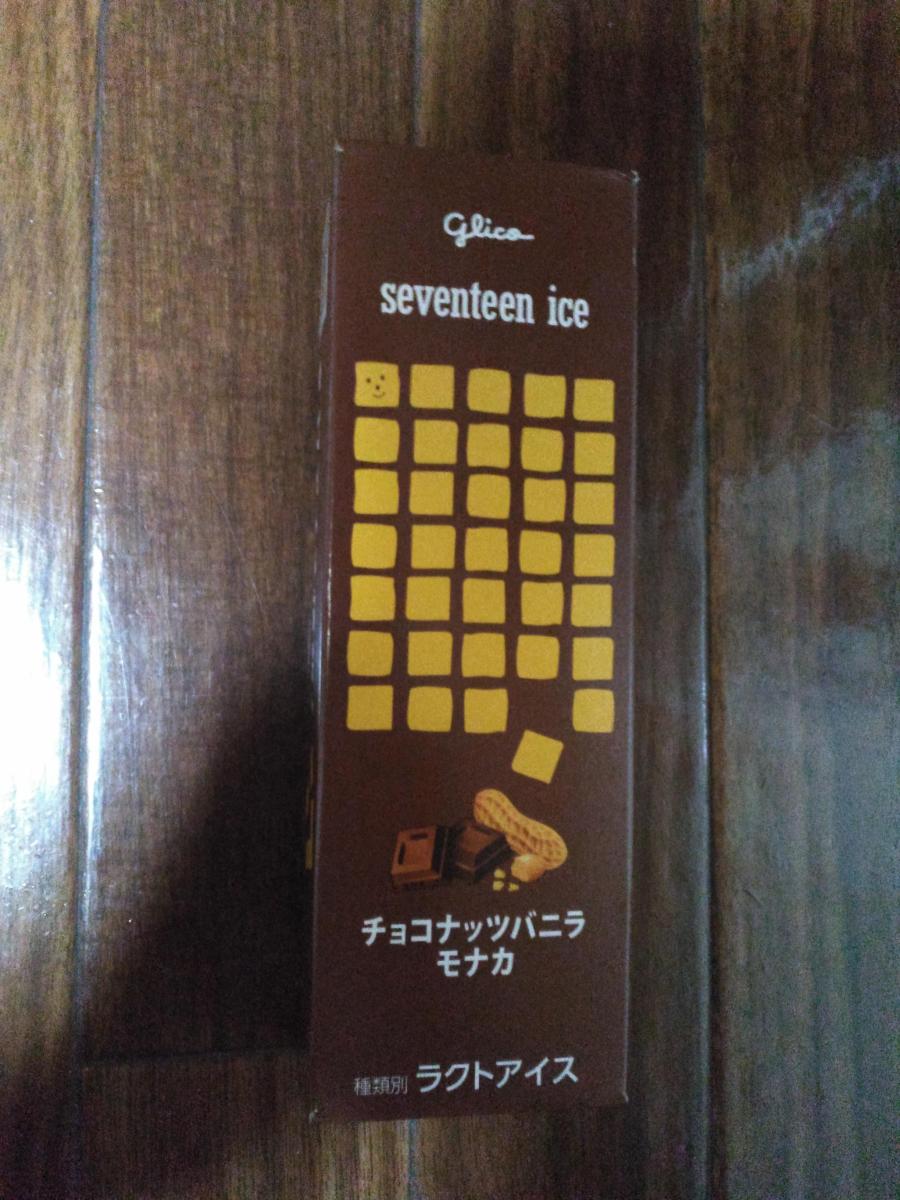 Glico
seventeen ice
チョコナッツバニラ
モナカ
種類別 ラクトアイス